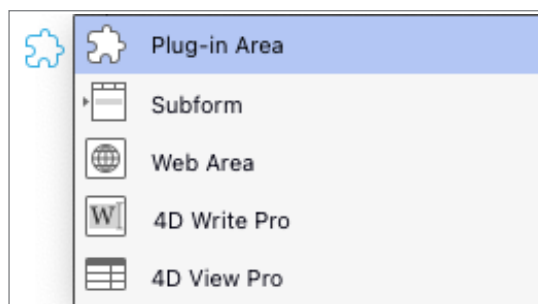 Plug-in Area
Subform
Web Area
4D Write Pro
4D View Pro